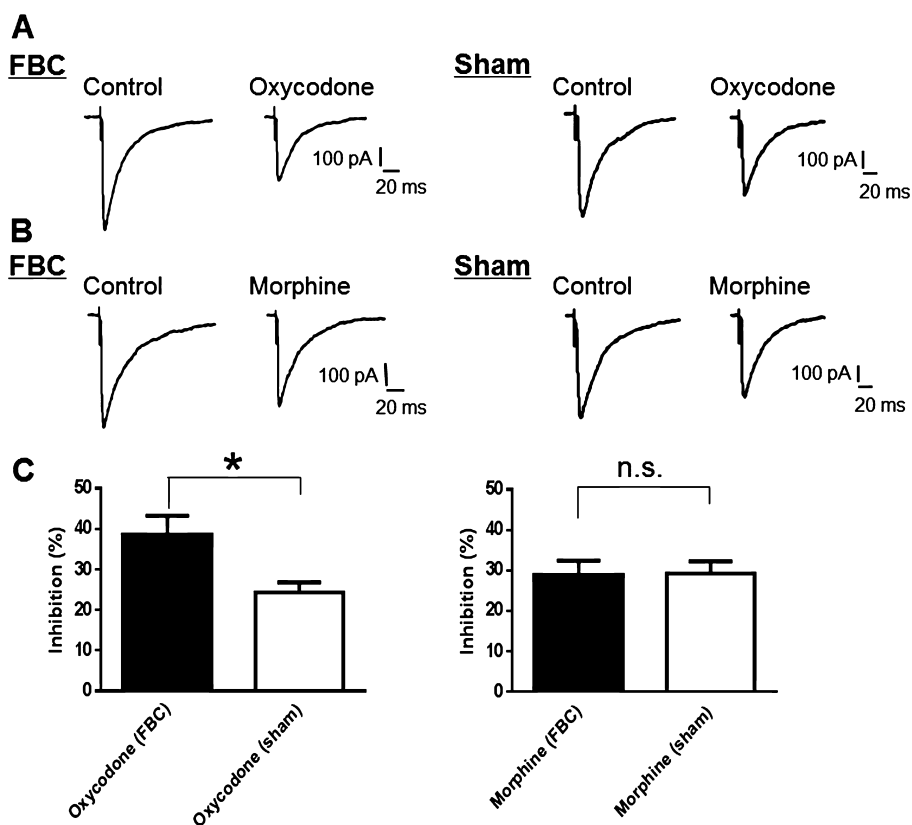 A
FBC
Control
Oxycodone
100 pA
20 ms
Sham
Control
Oxycodone
100 pA
20 ms
B
FBC
Control
Morphine
100 pA
20 ms
Sham
Control
Morphine
100 pA
20 ms
C
*
50
40
30
20
10
0
Inhibition (%)
Oxycodone (FBC)
Oxycodone (sham)
n.s.
50
40
30
20
10
0
Inhibition (%)
Morphine (FBC)
Morphine (sham)